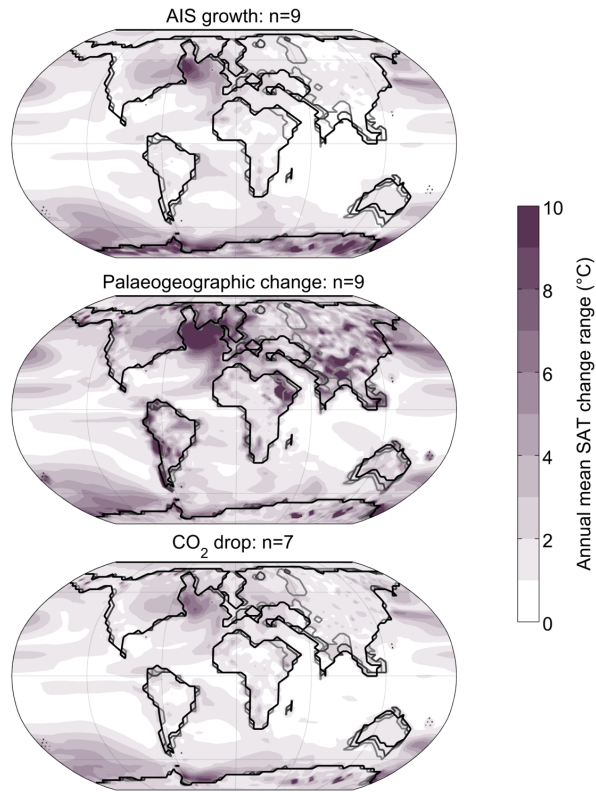 AIS growth: n=9
Palaeogeographic change: n=9
CO₂ drop: n=7
10
8
6
4
2
0
Annual mean SAT change range (°C)